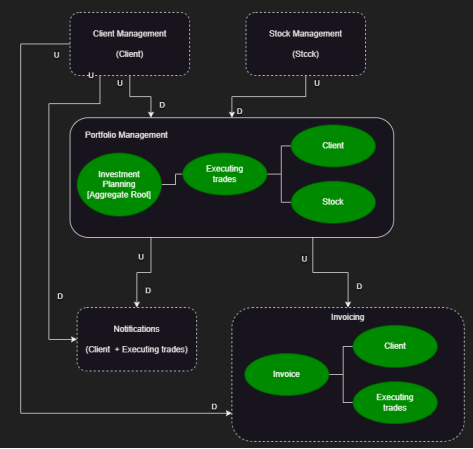 Client Management
(Client)
Stock Management
(Stcck)
U
U
U
U
D
D
Portfolio Management
Investment
Planning
[Aggregate Root]
Executing
trades
Client
Stock
U
U
D
D
D
Notifications
(Client + Executing trades)
Invoicing
Invoice
Client
Executing
trades
D